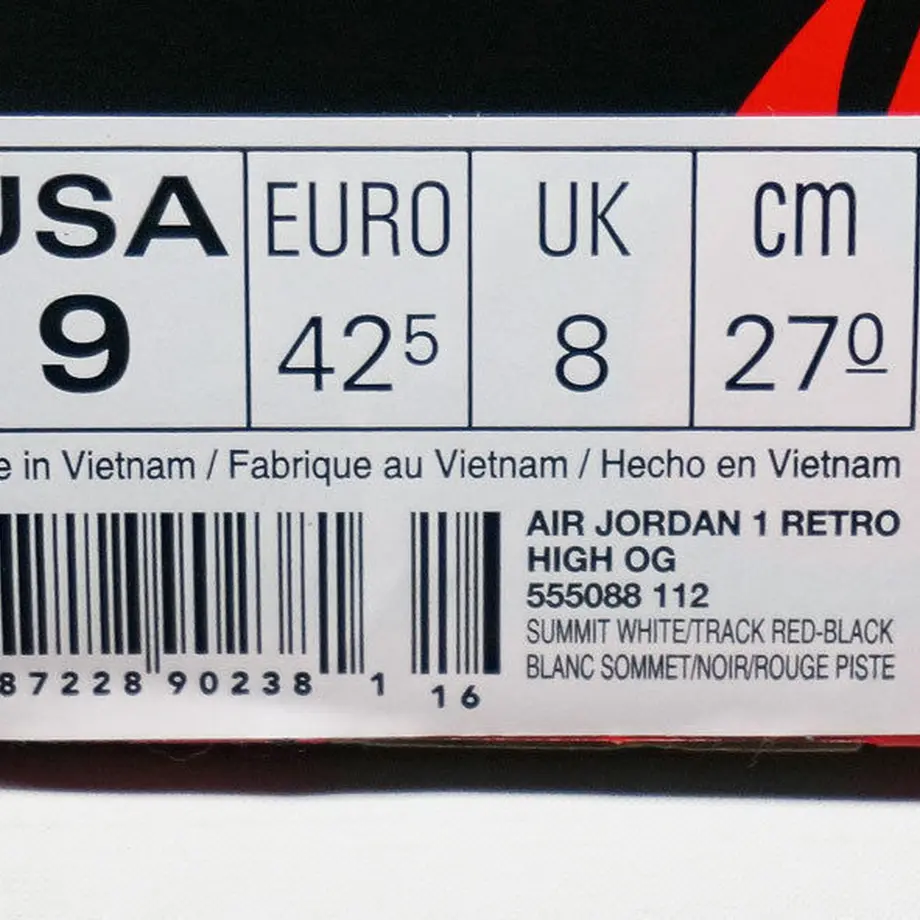 USA EURO UK cm
9 42⁵ 8 27⁰
e in Vietnam / Fabrique au Vietnam / Hecho en Vietnam
AIR JORDAN 1 RETRO
HIGH OG
555088 112
SUMMIT WHITE/TRACK RED-BLACK
BLANC SOMMET/NOIR/ROUGE PISTE
87228 90238 1 16